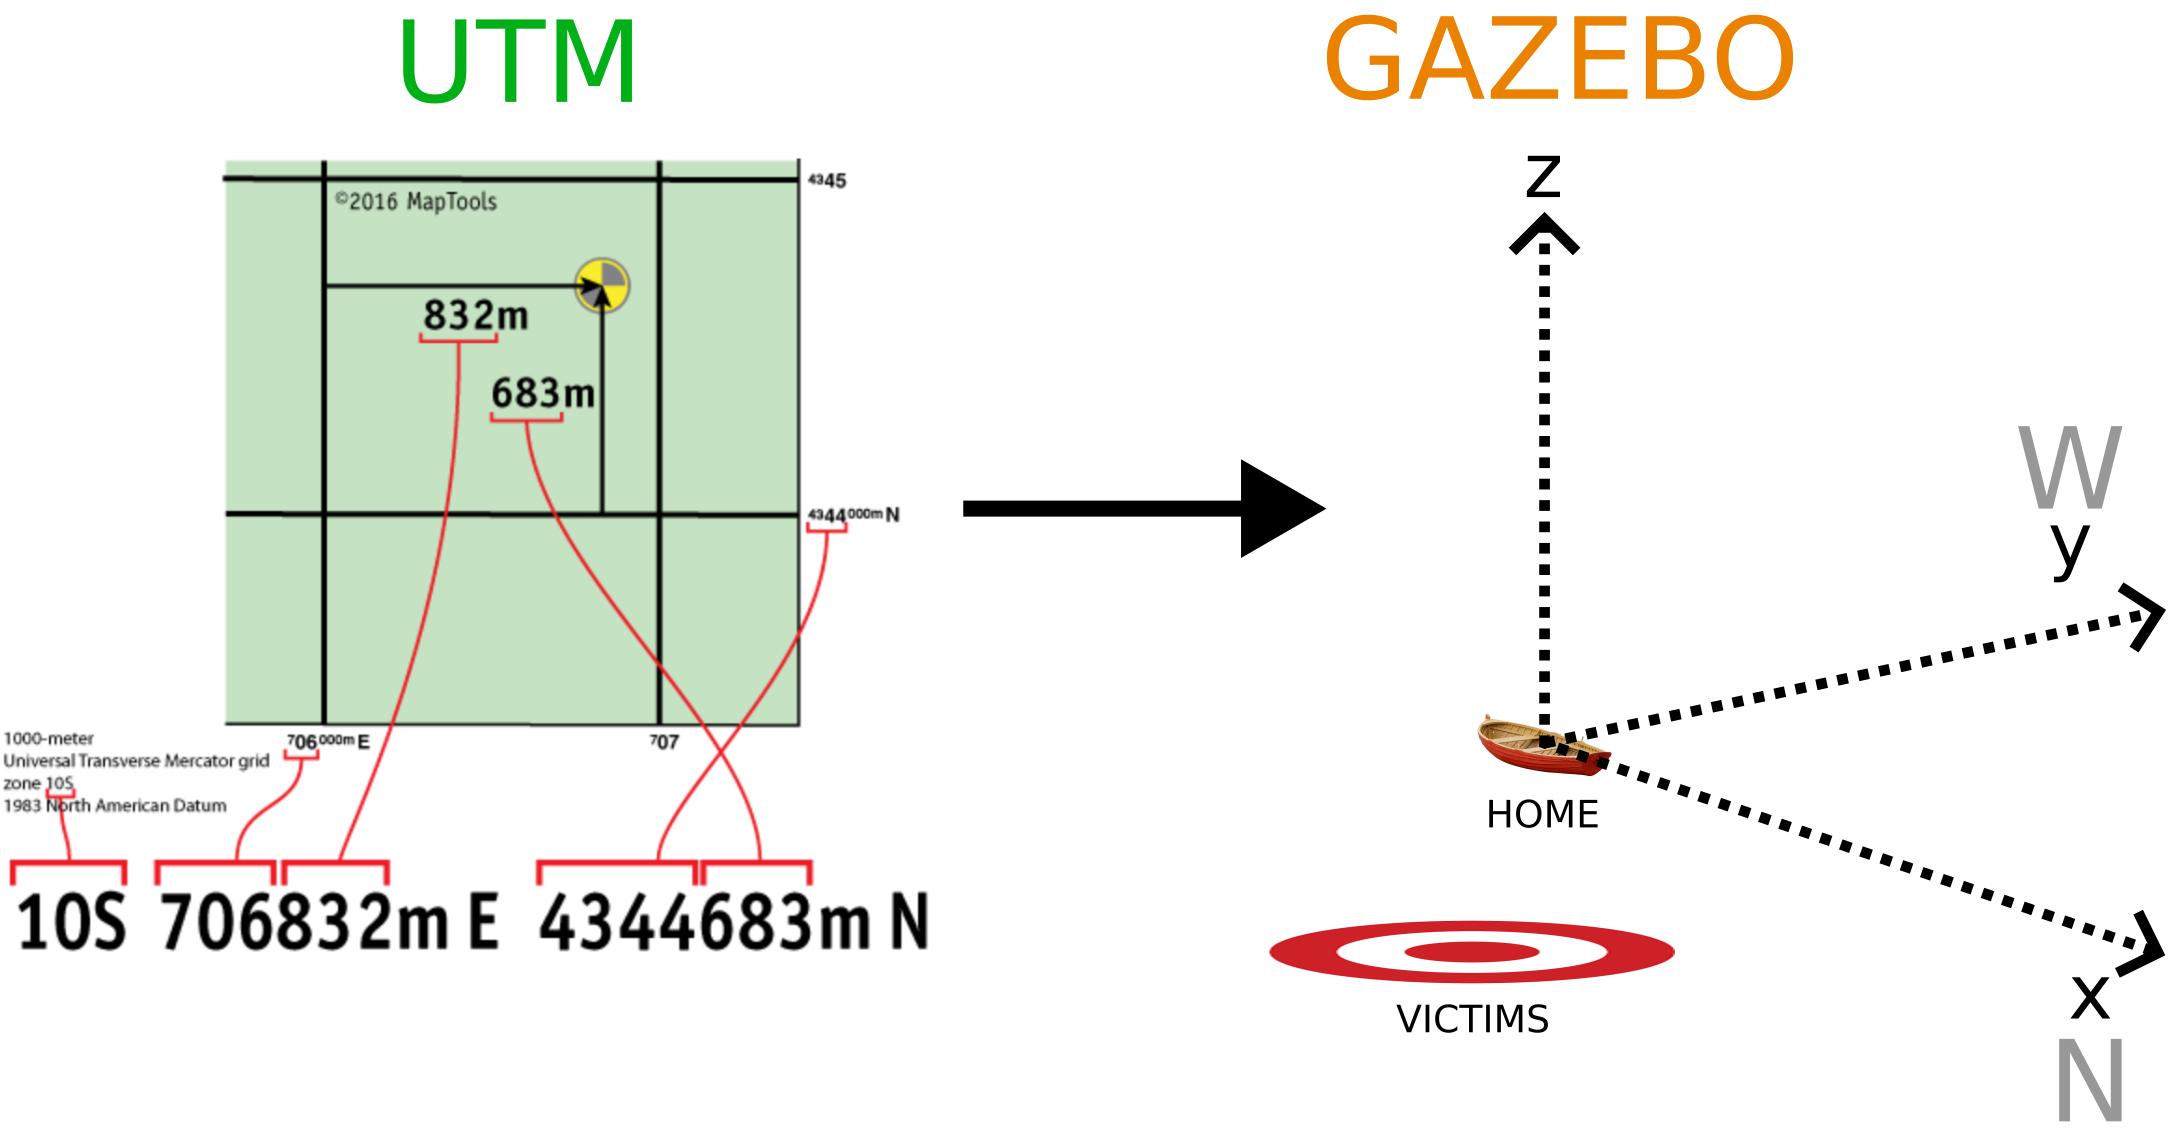 UTM
GAZEBO
©2016 MapTools
4345
832m
683m
4344000m N
706000m E
707
1000-meter
Universal Transverse Mercator grid
zone 10S
1983 North American Datum
10S 706832m E 4344683m N
z
W
y
HOME
x
N
VICTIMS